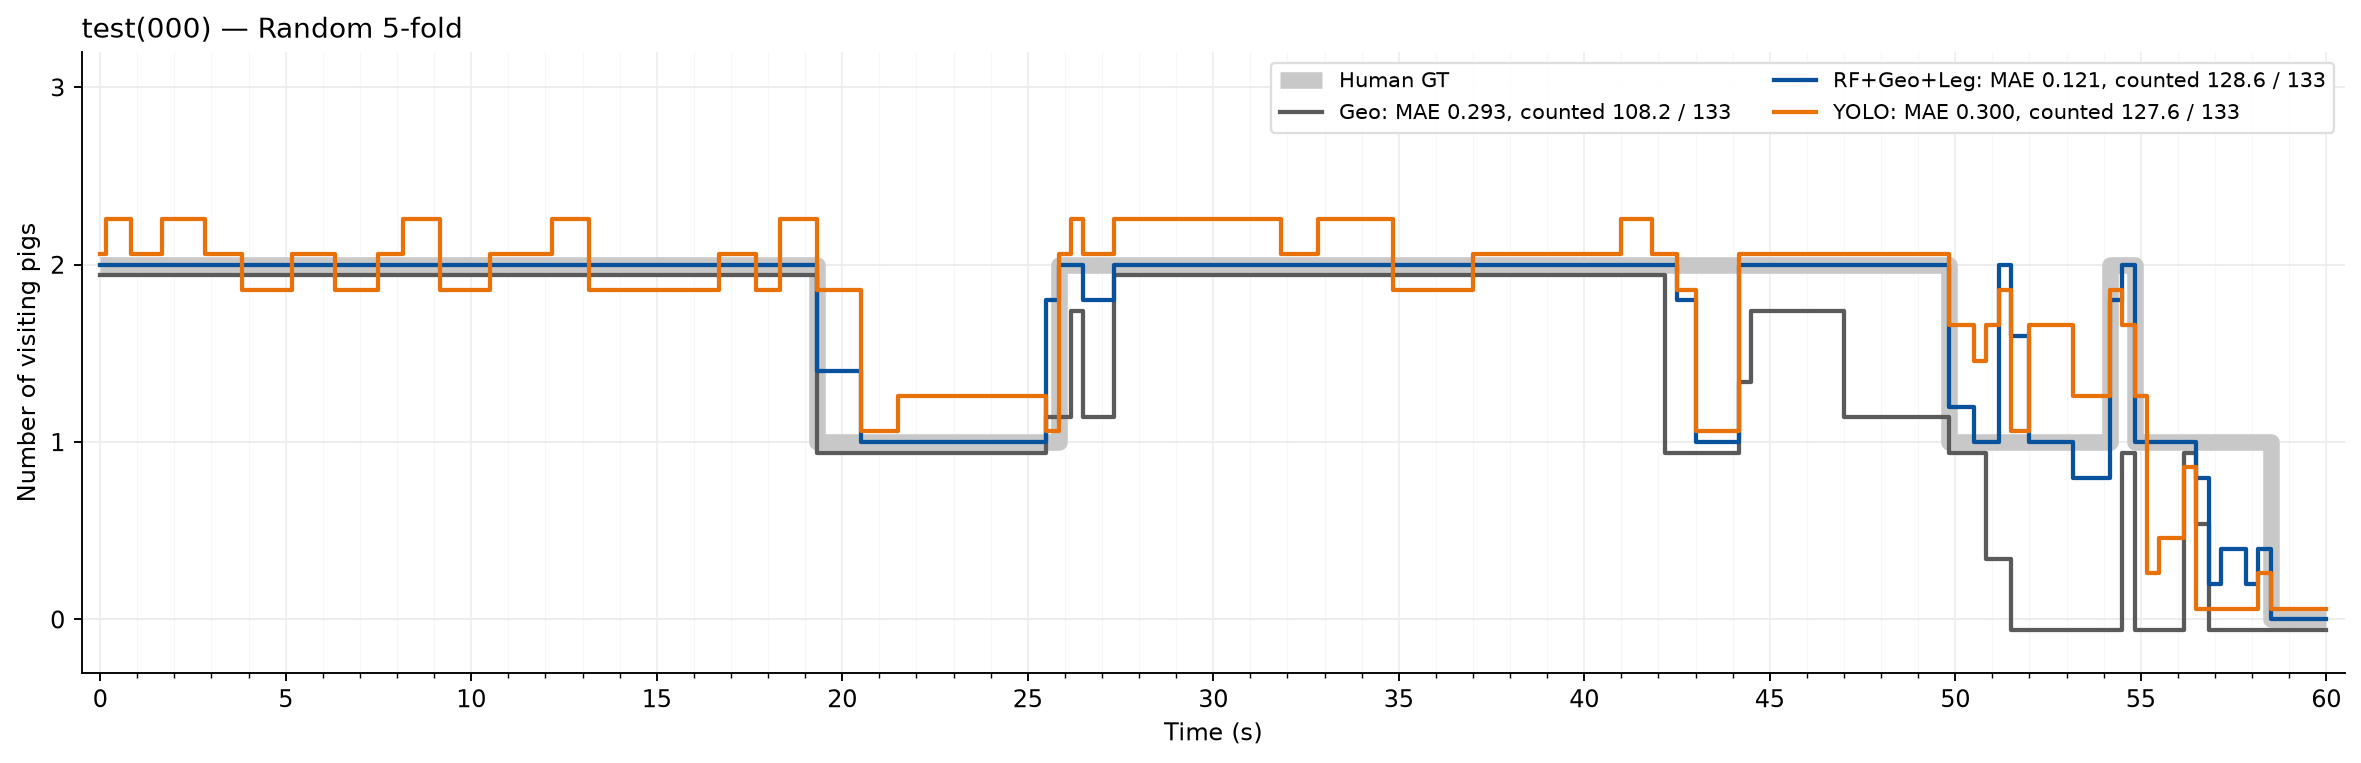 test(000) — Random 5-fold
Human GT
Geo: MAE 0.293, counted 108.2 / 133
RF+Geo+Leg: MAE 0.121, counted 128.6 / 133
YOLO: MAE 0.300, counted 127.6 / 133
Number of visiting pigs
3
2
1
0
0 5 10 15 20 25 30 35 40 45 50 55 60
Time (s)